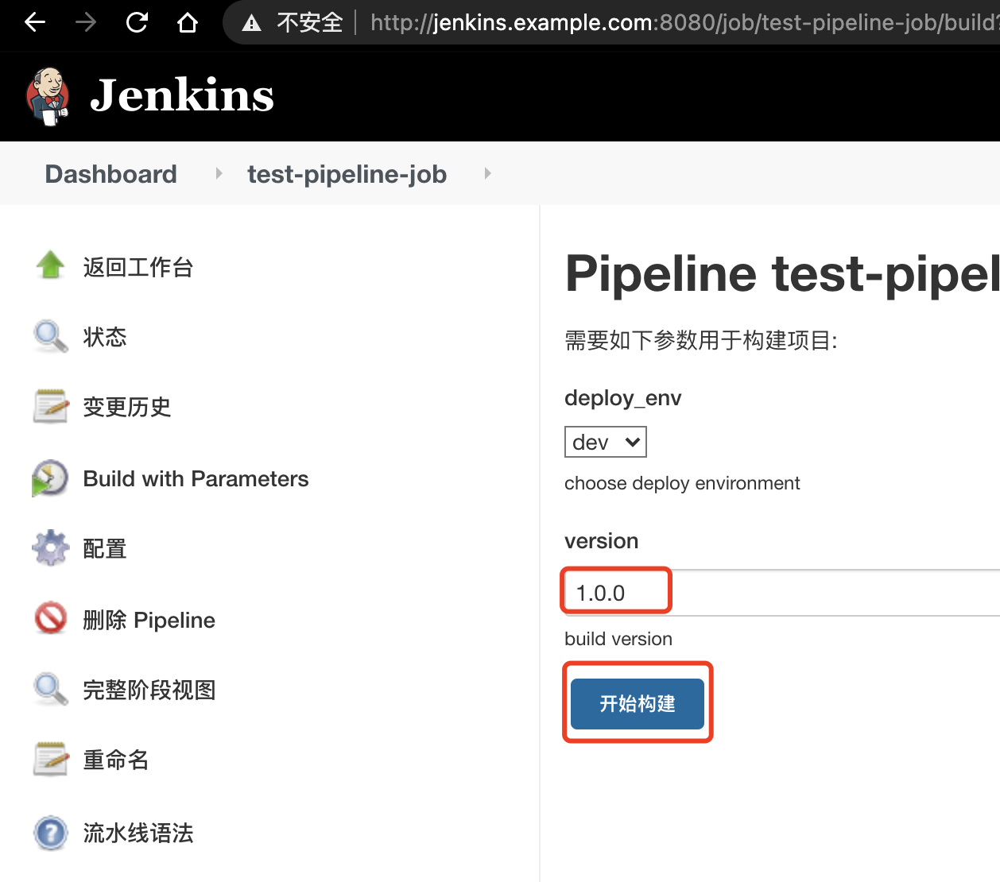 不安全 http://jenkins.example.com:8080/job/test-pipeline-job/build?
Jenkins
Dashboard test-pipeline-job
返回工作台
状态
变更历史
Build with Parameters
配置
删除 Pipeline
完整阶段视图
重命名
流水线语法
Pipeline test-pipel
需要如下参数用于构建项目:
deploy_env
dev
choose deploy environment
version
1.0.0
build version
开始构建